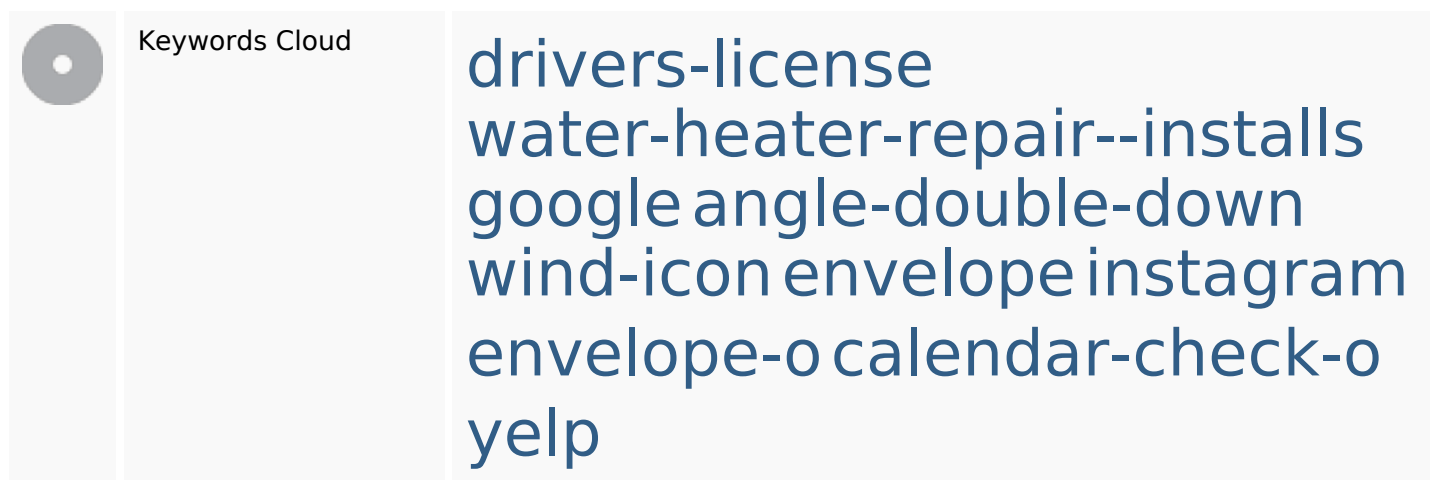 Keywords Cloud
drivers-license
water-heater-repair--installs
google angle-double-down
wind-icon envelope instagram
envelope-o calendar-check-o
yelp